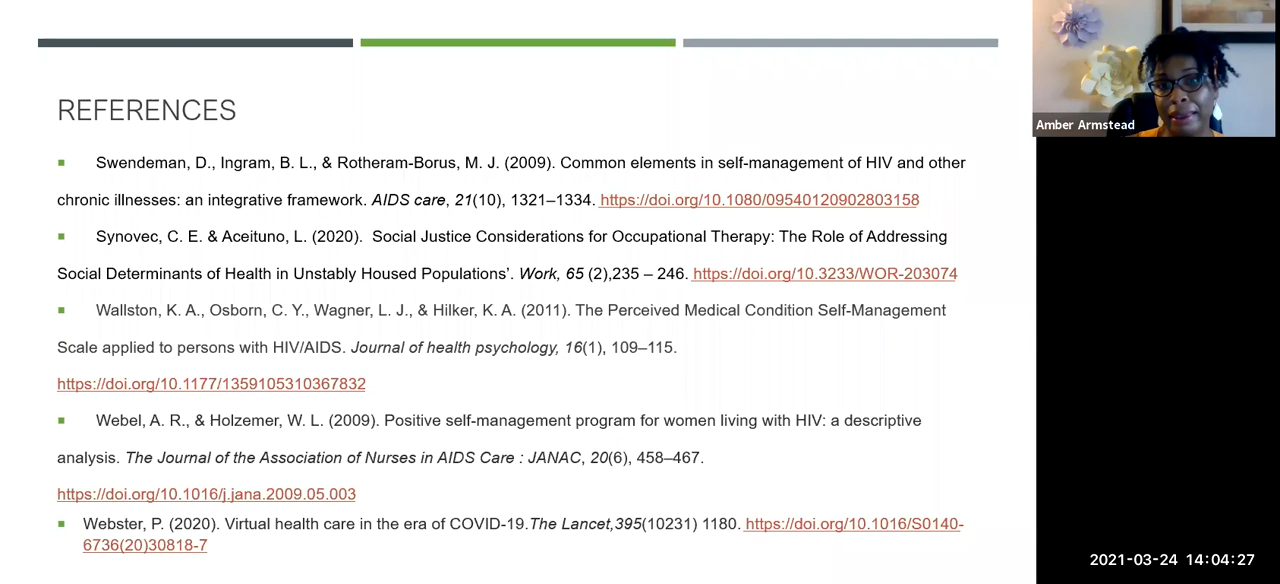 REFERENCES
Swendeman, D., Ingram, B. L., & Rotheram-Borus, M. J. (2009). Common elements in self-management of HIV and other
chronic illnesses: an integrative framework. AIDS care, 21(10), 1321–1334. https://doi.org/10.1080/09540120902803158
Synovec, C. E. & Aceituno, L. (2020).  Social Justice Considerations for Occupational Therapy: The Role of Addressing
Social Determinants of Health in Unstably Housed Populations’. Work, 65 (2),235 – 246. https://doi.org/10.3233/WOR-203074
Wallston, K. A., Osborn, C. Y., Wagner, L. J., & Hilker, K. A. (2011). The Perceived Medical Condition Self-Management
Scale applied to persons with HIV/AIDS. Journal of health psychology, 16(1), 109–115.
https://doi.org/10.1177/1359105310367832
Webel, A. R., & Holzemer, W. L. (2009). Positive self-management program for women living with HIV: a descriptive
analysis. The Journal of the Association of Nurses in AIDS Care : JANAC, 20(6), 458–467.
https://doi.org/10.1016/j.jana.2009.05.003
Webster, P. (2020). Virtual health care in the era of COVID-19.The Lancet,395(10231) 1180. https://doi.org/10.1016/S0140-
6736(20)30818-7
Amber Armstead
2021-03-24 14:04:27